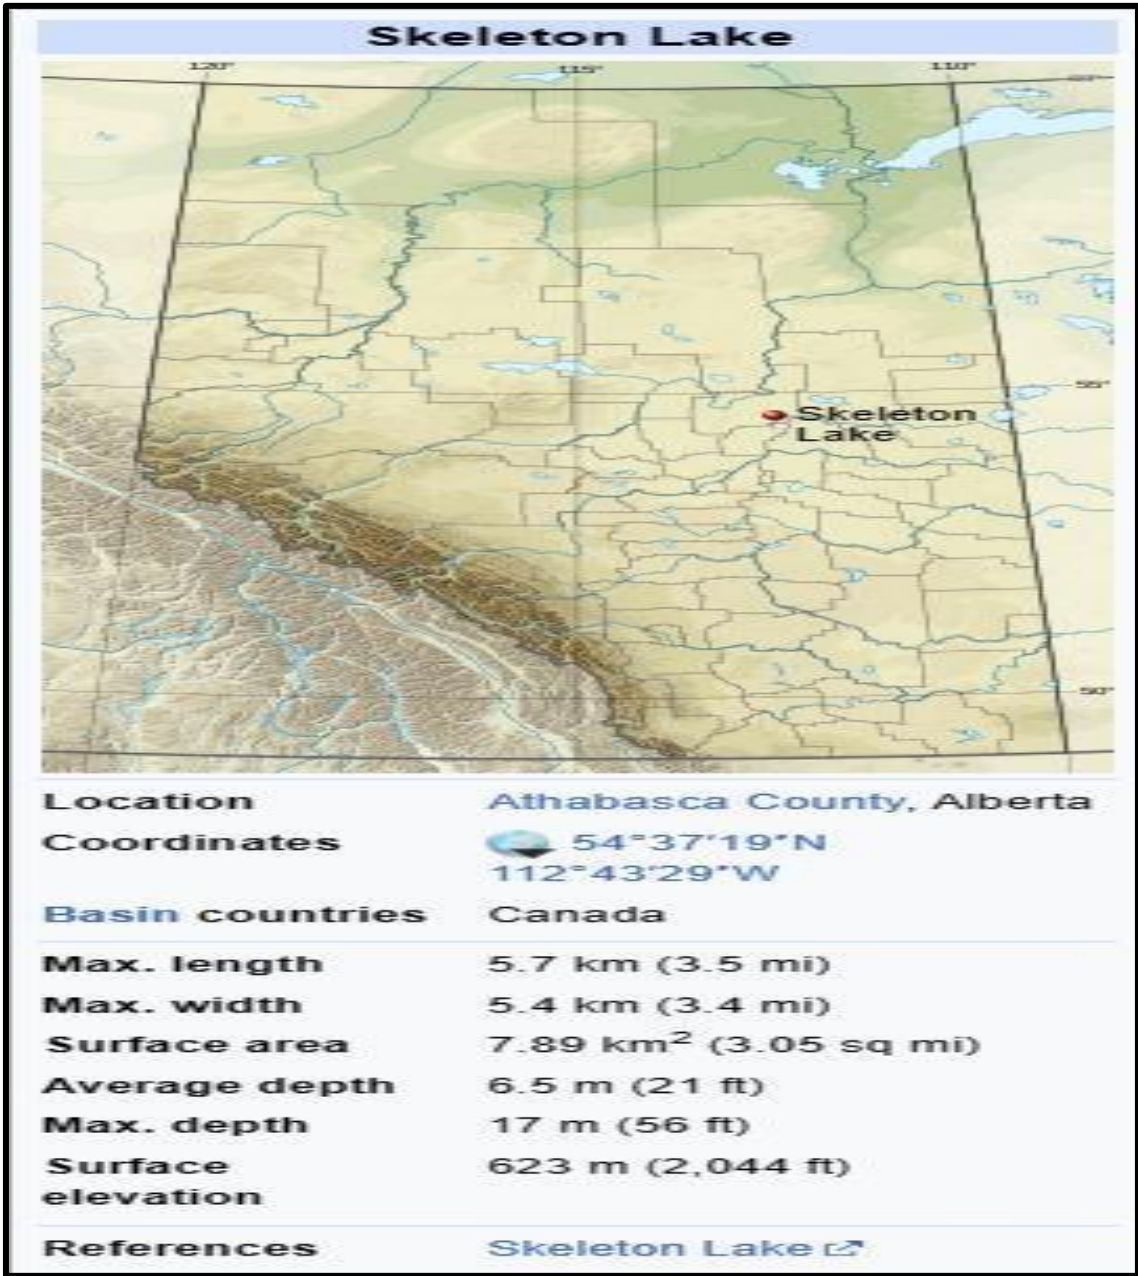 Skeleton Lake
120° 115° 110°
60°
55°
Skeleton
Lake
50°
Location Athabasca County, Alberta
Coordinates 54°37′19″N
112°43′29″W
Basin countries Canada
Max. length 5.7 km (3.5 mi)
Max. width 5.4 km (3.4 mi)
Surface area 7.89 km² (3.05 sq mi)
Average depth 6.5 m (21 ft)
Max. depth 17 m (56 ft)
Surface 623 m (2,044 ft)
elevation
References Skeleton Lake